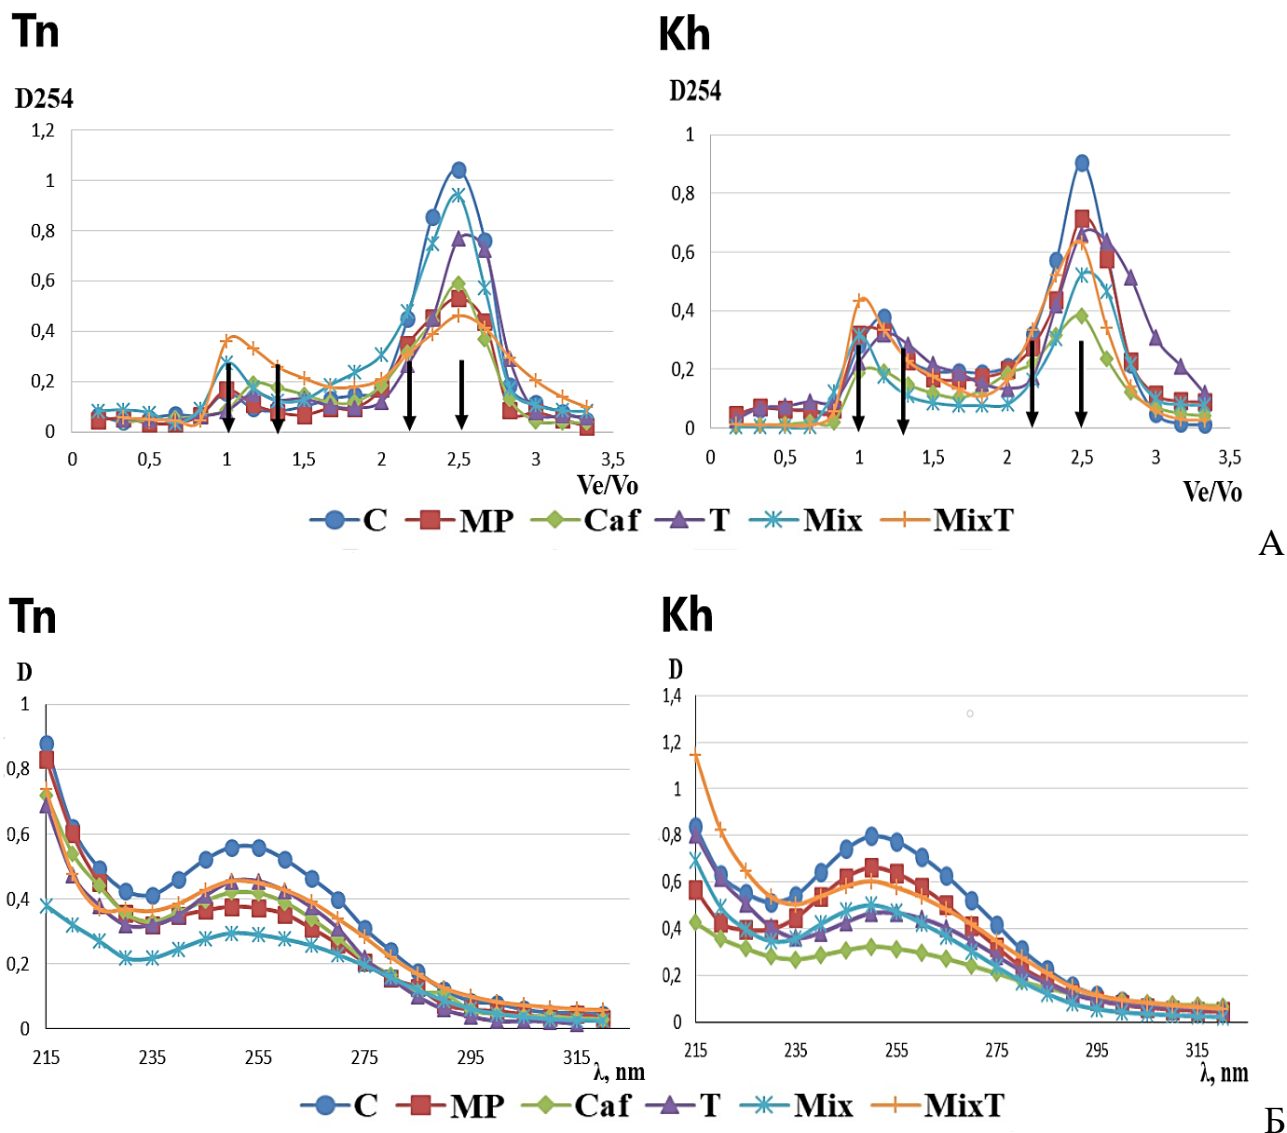 Tn
Kh
D254
D254
1,2
1
0,8
0,6
0,4
0,2
0
0 0,5 1 1,5 2 2,5 3 3,5
Ve/Vo
1
0,8
0,6
0,4
0,2
0
0 0,5 1 1,5 2 2,5 3 3,5
Ve/Vo
C MP Caf T Mix MixT
А
Tn
Kh
D
D
1
0,8
0,6
0,4
0,2
0
215 235 255 275 295 315
λ, nm
1,4
1,2
1
0,8
0,6
0,4
0,2
0
215 235 255 275 295 315
λ, nm
C MP Caf T Mix MixT
Б